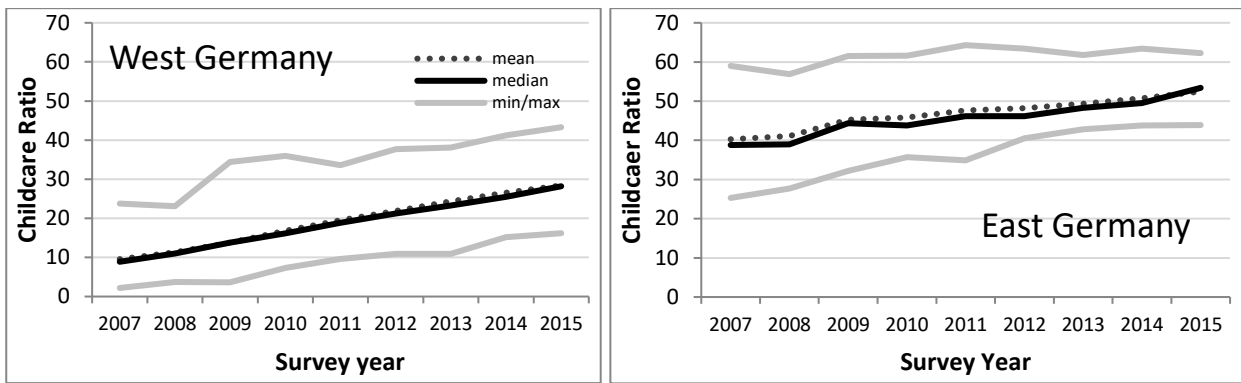 West Germany
Childcare Ratio
70
60
50
40
30
20
10
0
mean
median
min/max
2007 2008 2009 2010 2011 2012 2013 2014 2015
Survey year
Childcaer Ratio
70
60
50
40
30
20
10
0
East Germany
2007 2008 2009 2010 2011 2012 2013 2014 2015
Survey Year